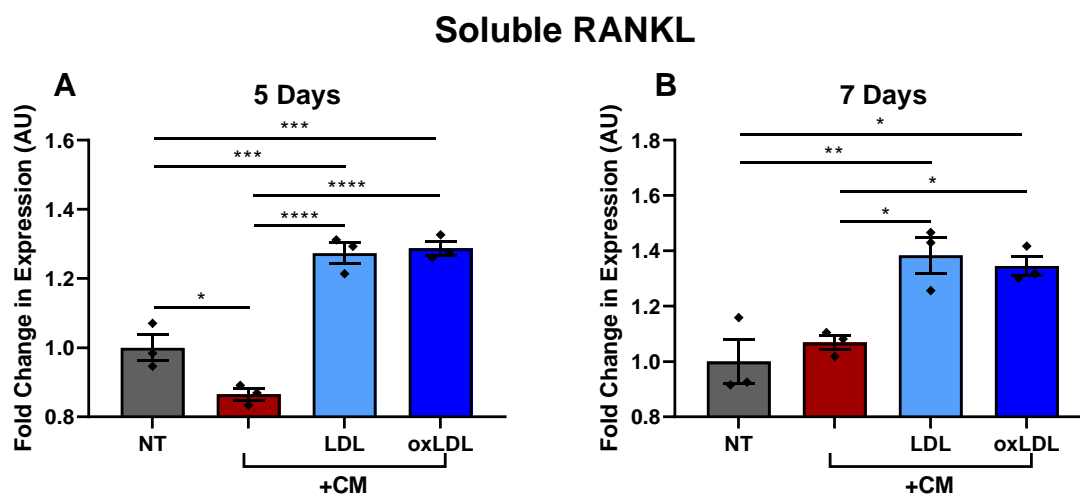 Soluble RANKL
A
5 Days
Fold Change in Expression (AU)
1.6
1.4
1.2
1.0
0.8
***
***
****
****
*
NT
LDL
oxLDL
+CM
B
7 Days
Fold Change in Expression (AU)
1.8
1.6
1.4
1.2
1.0
0.8
*
**
*
*
NT
LDL
oxLDL
+CM